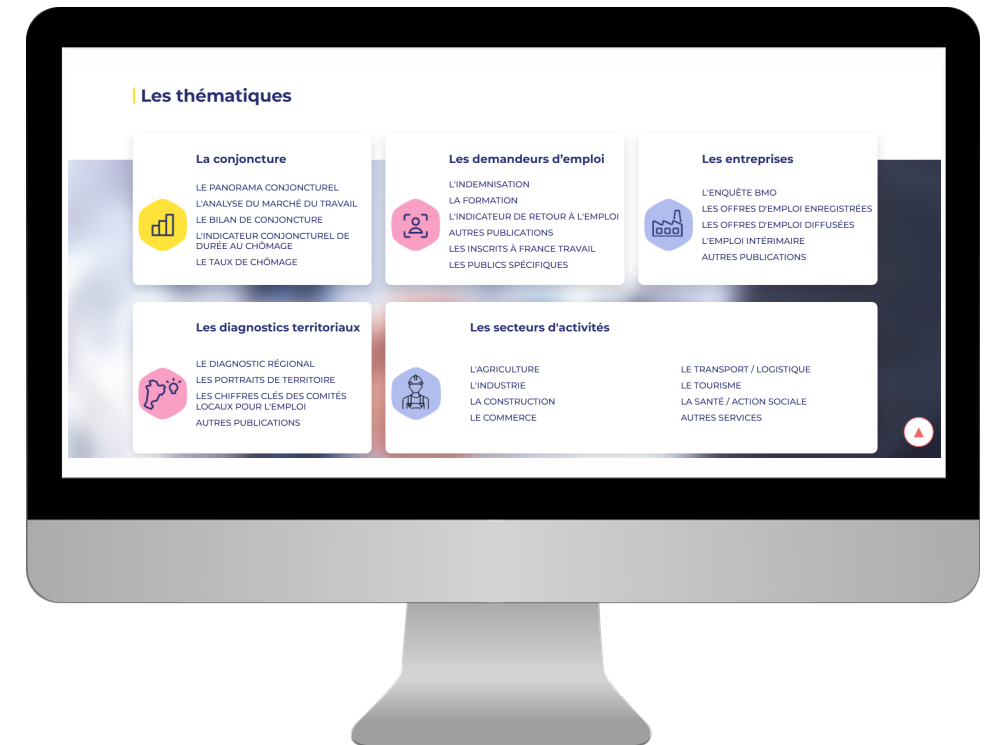 Les thématiques
La conjoncture
LE PANORAMA CONJONCTUREL
L'ANALYSE DU MARCHÉ DU TRAVAIL
LE BILAN DE CONJONCTURE
L'INDICATEUR CONJONCTUREL DE
DURÉE AU CHÔMAGE
LE TAUX DE CHÔMAGE
Les demandeurs d'emploi
L'INDEMNISATION
LA FORMATION
L'INDICATEUR DE RETOUR À L'EMPLOI
AUTRES PUBLICATIONS
LES INSCRITS À FRANCE TRAVAIL
LES PUBLICS SPÉCIFIQUES
Les entreprises
L'ENQUÊTE BMO
LES OFFRES D'EMPLOI ENREGISTRÉES
LES OFFRES D'EMPLOI DIFFUSÉES
L'EMPLOI INTÉRIMAIRE
AUTRES PUBLICATIONS
Les diagnostics territoriaux
LE DIAGNOSTIC RÉGIONAL
LES PORTRAITS DE TERRITOIRE
LES CHIFFRES CLÉS DES COMITÉS
LOCAUX POUR L'EMPLOI
AUTRES PUBLICATIONS
Les secteurs d'activités
L'AGRICULTURE
L'INDUSTRIE
LA CONSTRUCTION
LE COMMERCE
LE TRANSPORT / LOGISTIQUE
LE TOURISME
LA SANTÉ / ACTION SOCIALE
AUTRES SERVICES